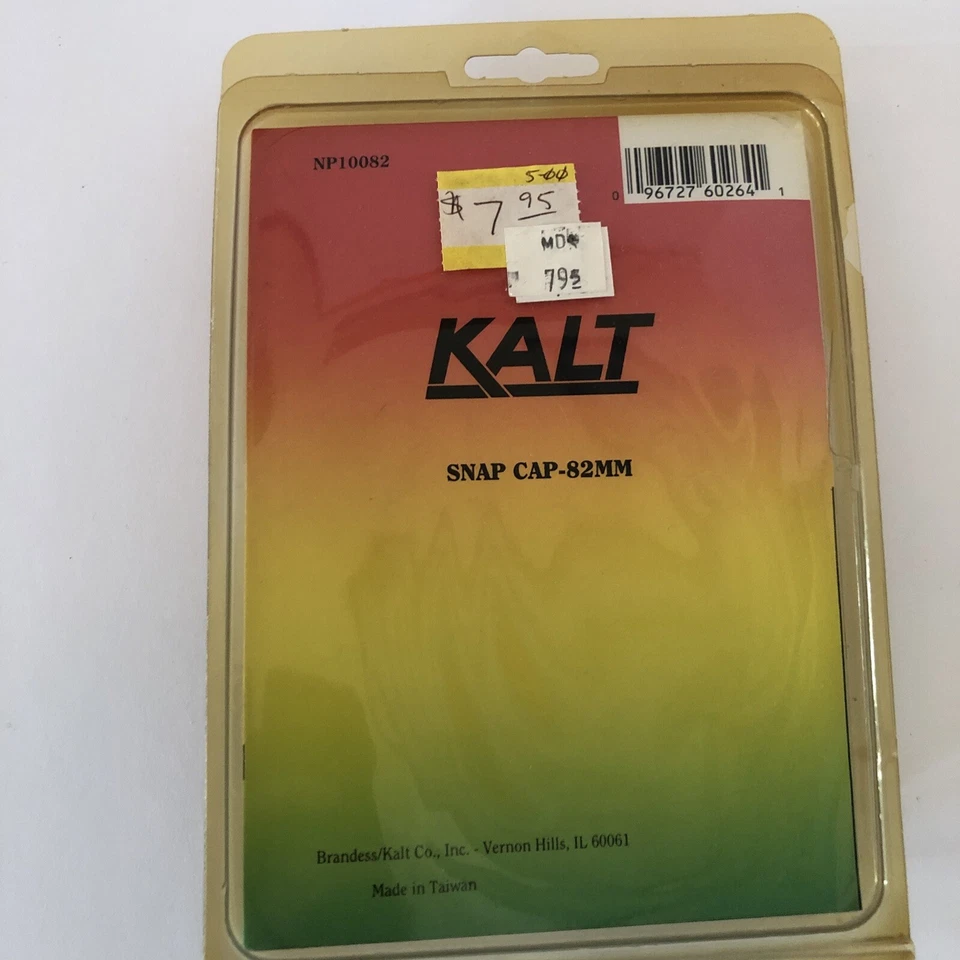 NP10082
0 96727 60264 1
5-00
$ 7 95
MD
795
KALT
SNAP CAP-82MM
Brandess/Kalt Co., Inc. - Vernon Hills, IL 60061
Made in Taiwan